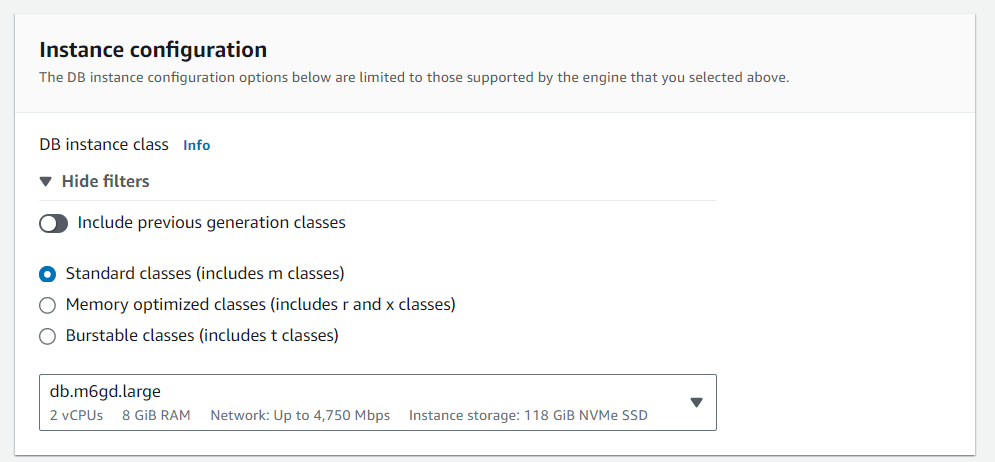 Instance configuration
The DB instance configuration options below are limited to those supported by the engine that you selected above.
DB instance class Info
Hide filters
Include previous generation classes
Standard classes (includes m classes)
Memory optimized classes (includes r and x classes)
Burstable classes (includes t classes)
db.m6gd.large
2 vCPUs 8 GiB RAM Network: Up to 4,750 Mbps Instance storage: 118 GiB NVMe SSD